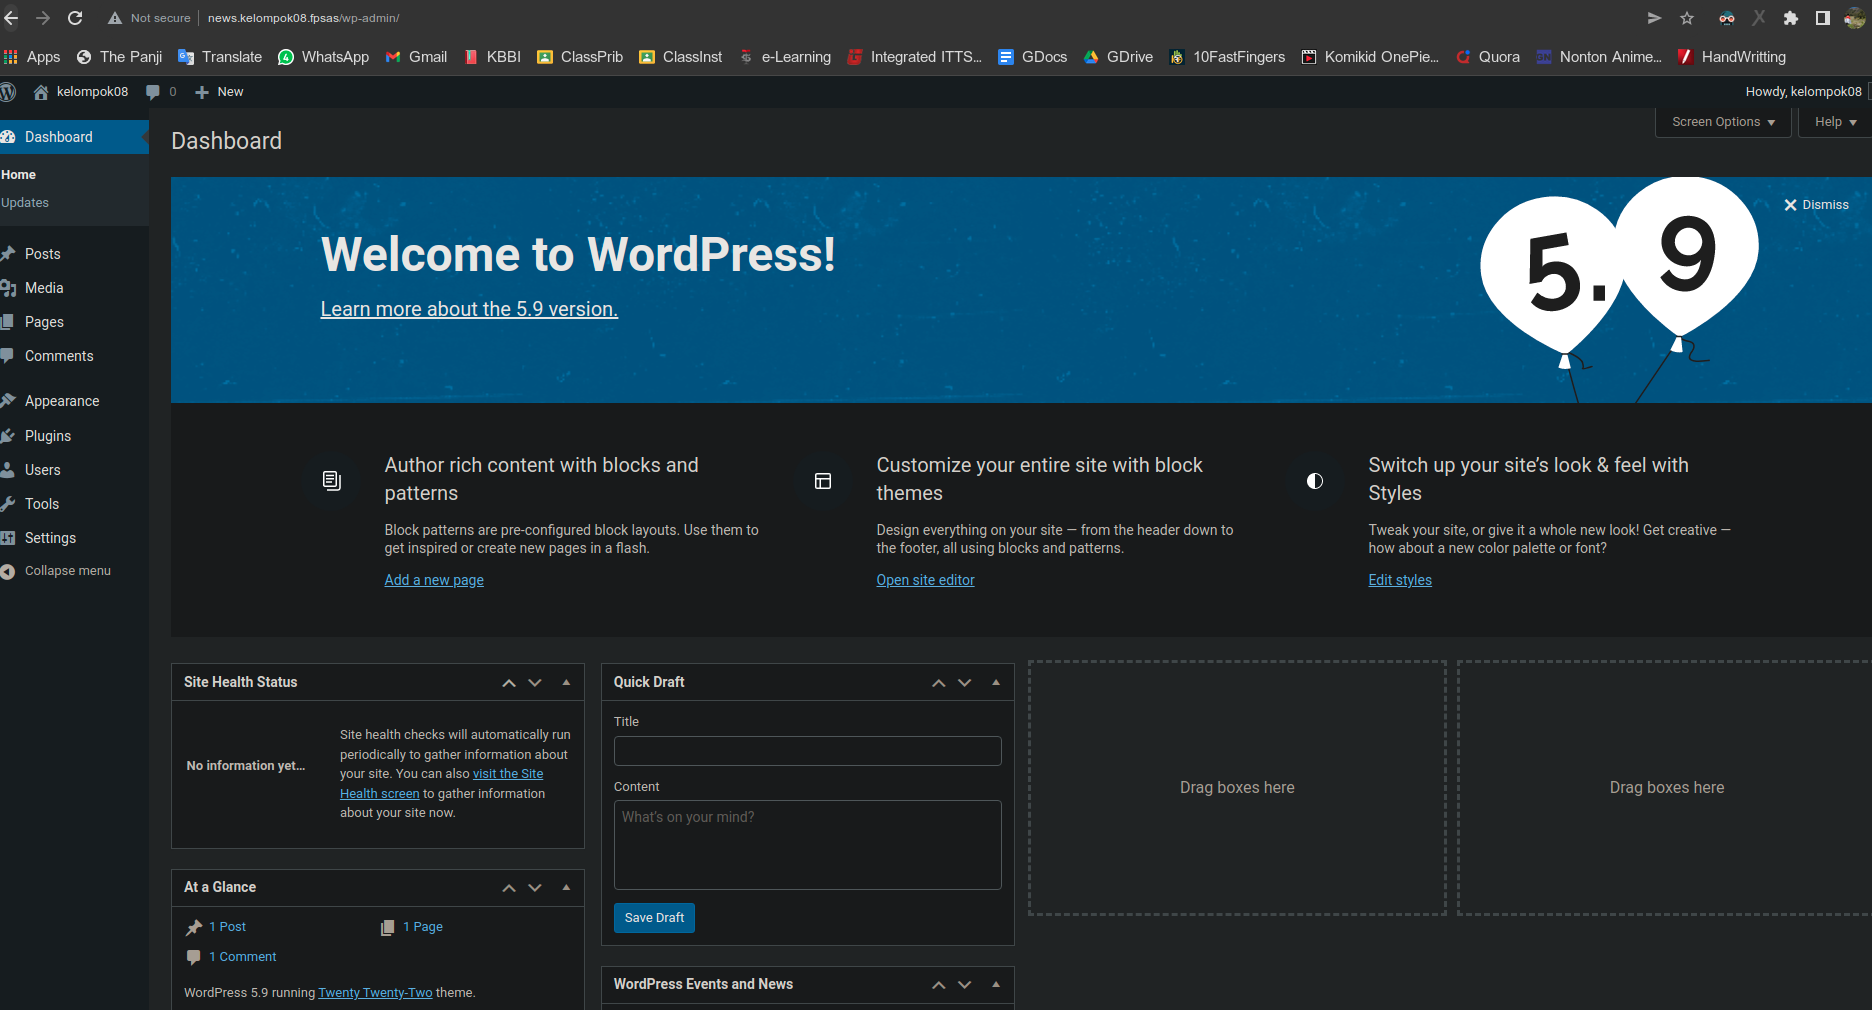 Not secure news.kelompok08.fpsas/wp-admin/
Apps The Panji Translate WhatsApp Gmail KBBI ClassPrib ClassInst e-Learning Integrated ITTS... GDocs GDrive 10FastFingers Komikid OnePie... Quora Nonton Anime... HandWritting
kelompok08 0 New Howdy, kelompok08
Dashboard
Home
Updates
Posts
Media
Pages
Comments
Appearance
Plugins
Users
Tools
Settings
Collapse menu
Screen Options Help
Dashboard
Dismiss
Welcome to WordPress!
Learn more about the 5.9 version.
5.9
Author rich content with blocks and
patterns
Block patterns are pre-configured block layouts. Use them to
get inspired or create new pages in a flash.
Add a new page
Customize your entire site with block
themes
Design everything on your site — from the header down to
the footer, all using blocks and patterns.
Open site editor
Switch up your site's look & feel with
Styles
Tweak your site, or give it a whole new look! Get creative —
how about a new color palette or font?
Edit styles
Site Health Status
No information yet...
Site health checks will automatically run
periodically to gather information about
your site. You can also visit the Site
Health screen to gather information
about your site now.
At a Glance
1 Post 1 Page
1 Comment
WordPress 5.9 running Twenty Twenty-Two theme.
Quick Draft
Title
Content
What's on your mind?
Save Draft
WordPress Events and News
Drag boxes here
Drag boxes here